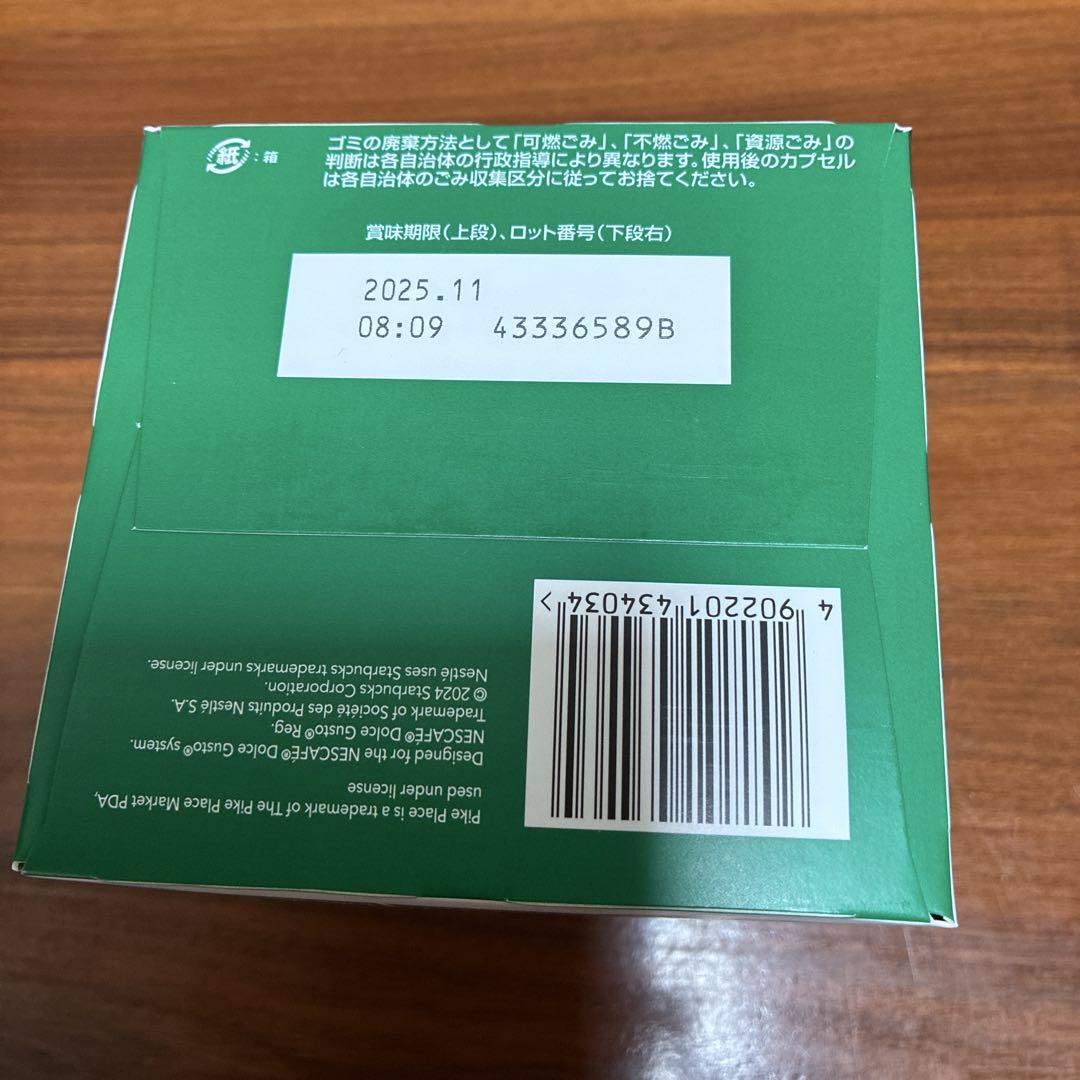 紙:箱
ゴミの廃棄方法として「可燃ごみ」、「不燃ごみ」、「資源ごみ」の
判断は各自治体の行政指導により異なります。使用後のカプセル
は各自治体のごみ収集区分に従ってお捨てください。
賞味期限(上段)、ロット番号(下段右)
2025.11
08:09 43336589B
4 902201 434034 >
Pike Place is a trademark of The Pike Place Market PDA,
used under license
Designed for the NESCAFÉ® Dolce Gusto® system.
NESCAFÉ® Dolce Gusto® Reg.
Trademark of Société des Produits Nestlé S.A.
© 2024 Starbucks Corporation.
Nestlé uses Starbucks trademarks under license.